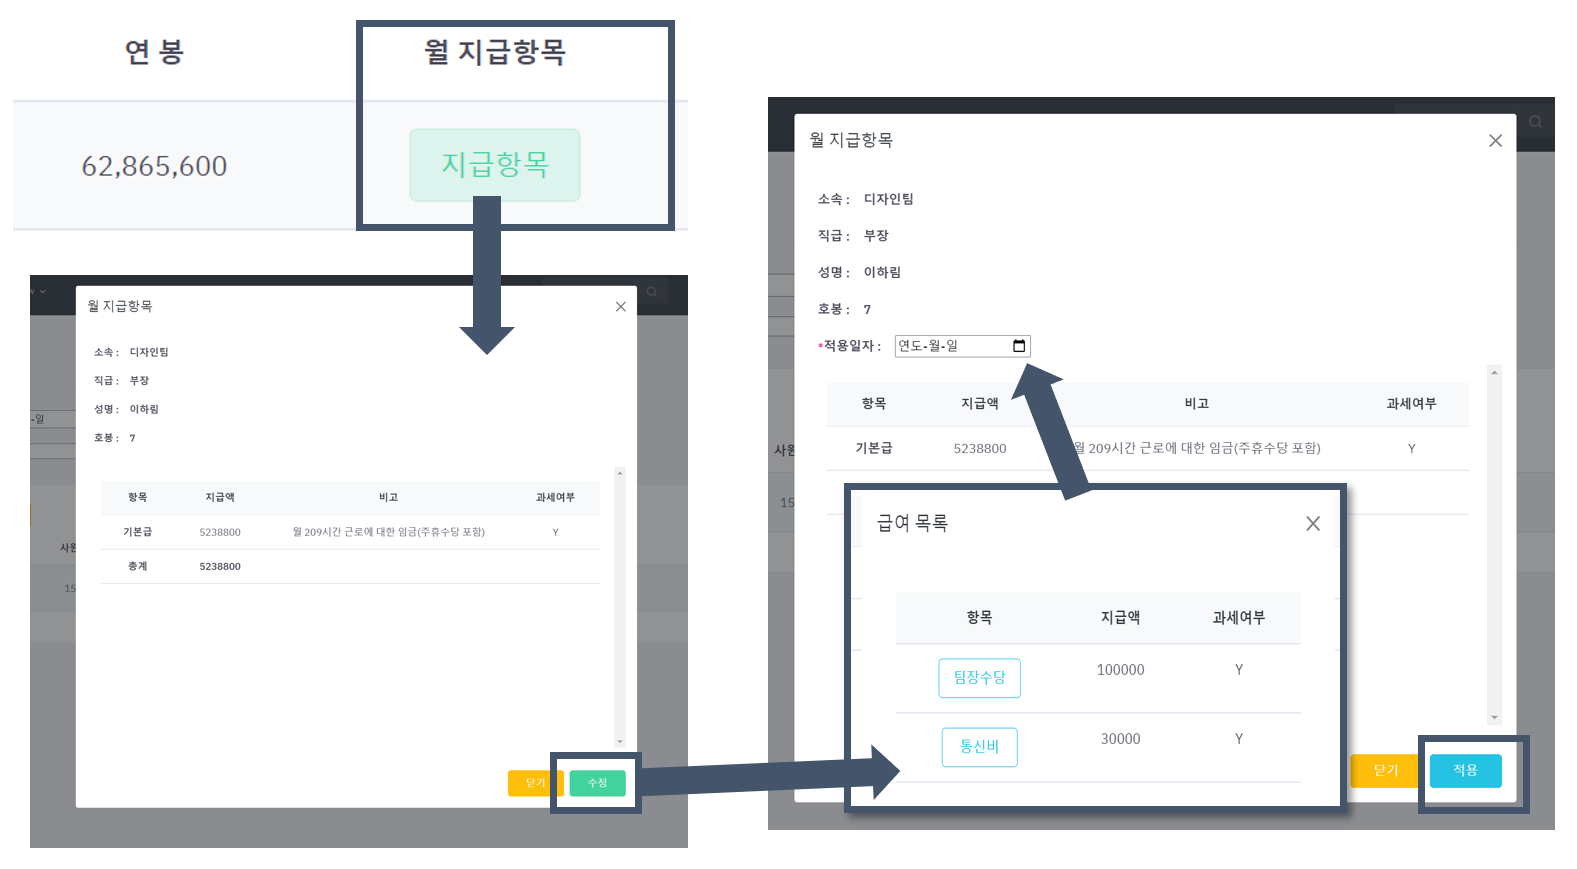 연 봉 월 지급항목
62,865,600 지급항목
월 지급항목
소속 : 디자인팀
직급 : 부장
성명 : 이하림
호봉 : 7
-일
사원
15
항목 지급액 비고 과세여부
기본급 5238800 월 209시간 근로에 대한 임금(주휴수당 포함) Y
총계 5238800
닫기 수정
월 지급항목
소속 : 디자인팀
직급 : 부장
성명 : 이하림
호봉 : 7
*적용일자 : 연도-월-일
항목 지급액 비고 과세여부
사원
기본급 5238800 월 209시간 근로에 대한 임금(주휴수당 포함) Y
15
급여 목록
항목 지급액 과세여부
팀장수당 100000 Y
통신비 30000 Y
닫기 적용